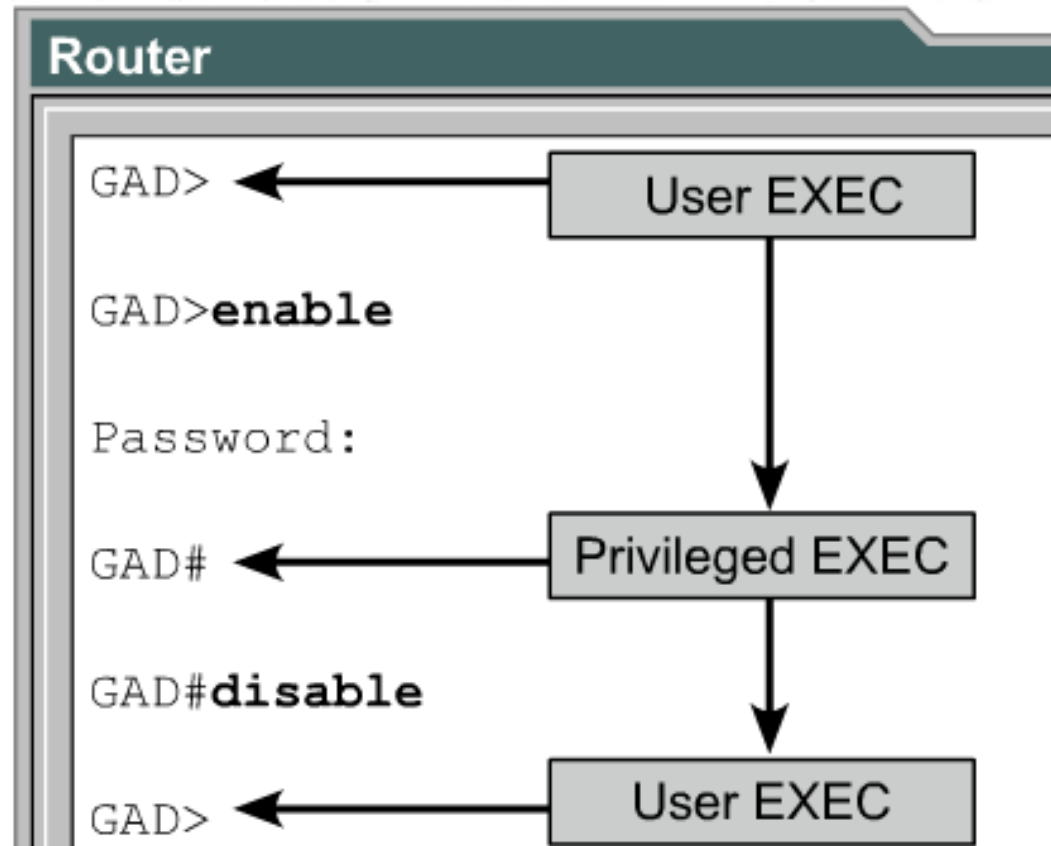 Router
GAD>
User EXEC
GAD>enable
Password:
GAD#
Privileged EXEC
GAD#disable
GAD>
User EXEC